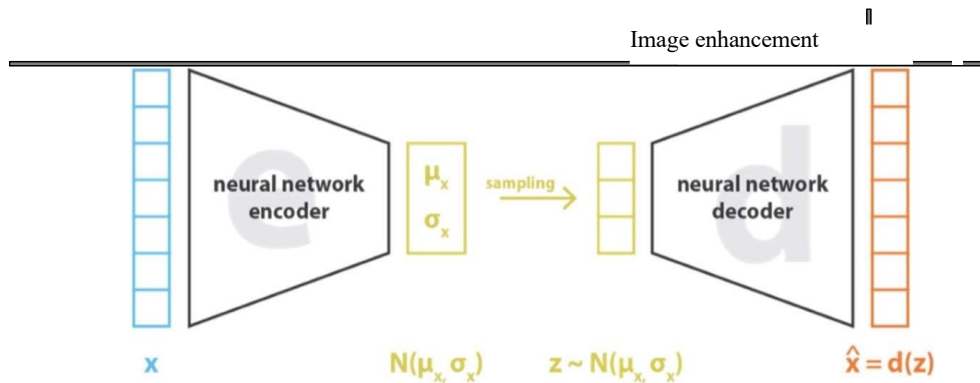 Image enhancement
e
neural network
encoder
μₓ
σₓ
sampling
d
neural network
decoder
x
N(μₓ, σₓ)
z ~ N(μₓ, σₓ)
x̂ = d(z)